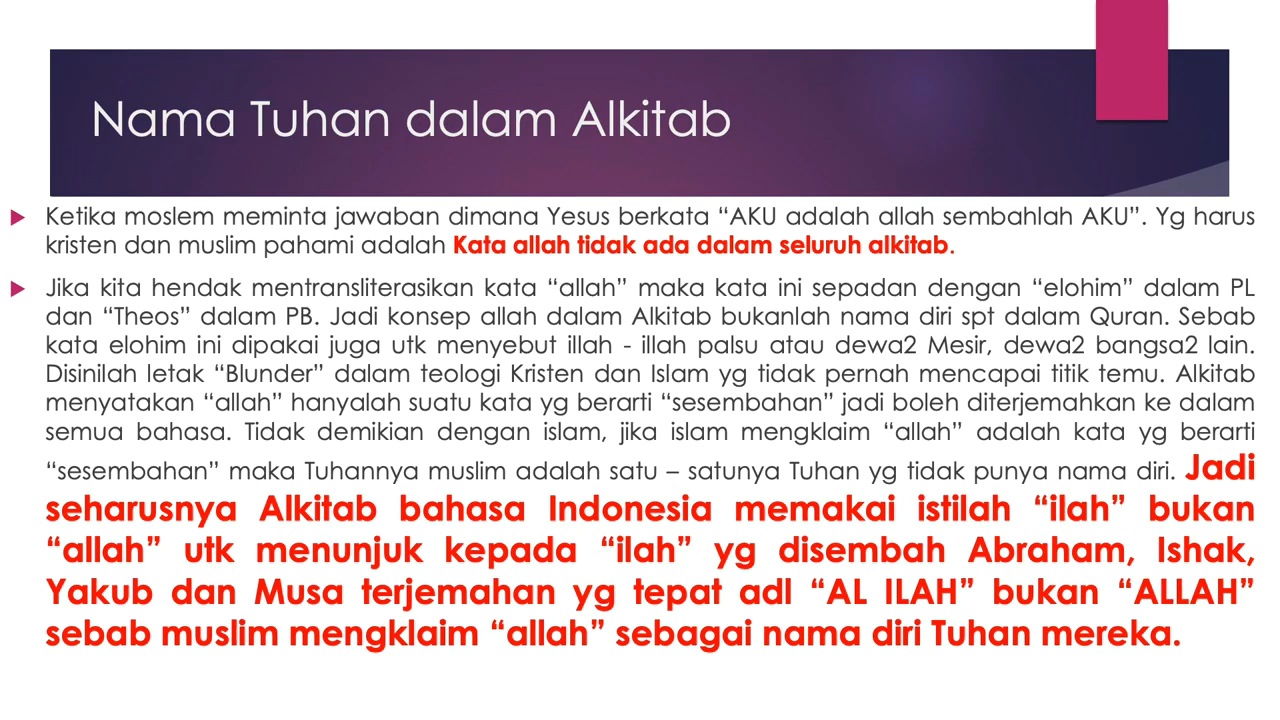 Nama Tuhan dalam Alkitab
Ketika moslem meminta jawaban dimana Yesus berkata “AKU adalah allah sembahlah AKU”. Yg harus
kristen dan muslim pahami adalah Kata allah tidak ada dalam seluruh alkitab.
Jika kita hendak mentransliterasikan kata “allah” maka kata ini sepadan dengan “elohim” dalam PL
dan “Theos” dalam PB. Jadi konsep allah dalam Alkitab bukanlah nama diri spt dalam Quran. Sebab
kata elohim ini dipakai juga utk menyebut illah - illah palsu atau dewa2 Mesir, dewa2 bangsa2 lain.
Disinilah letak “Blunder” dalam teologi Kristen dan Islam yg tidak pernah mencapai titik temu. Alkitab
menyatakan “allah” hanyalah suatu kata yg berarti “sesembahan” jadi boleh diterjemahkan ke dalam
semua bahasa. Tidak demikian dengan islam, jika islam mengklaim “allah” adalah kata yg berarti
“sesembahan” maka Tuhannya muslim adalah satu – satunya Tuhan yg tidak punya nama diri. Jadi
seharusnya Alkitab bahasa Indonesia memakai istilah “ilah” bukan
“allah” utk menunjuk kepada “ilah” yg disembah Abraham, Ishak,
Yakub dan Musa terjemahan yg tepat adl “AL ILAH” bukan “ALLAH”
sebab muslim mengklaim “allah” sebagai nama diri Tuhan mereka.